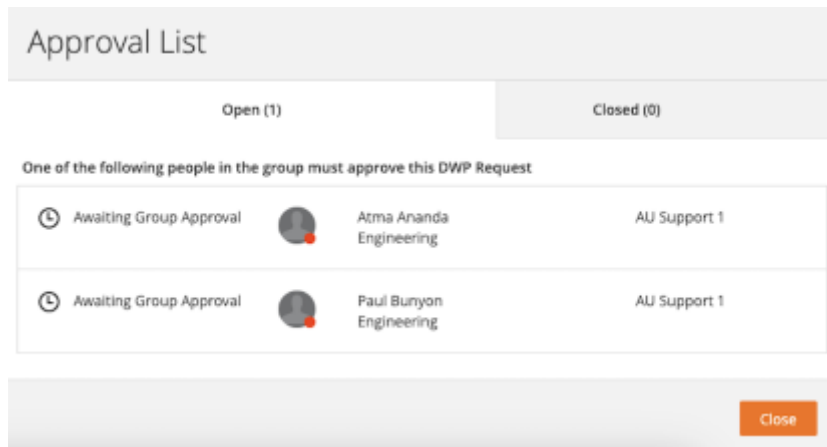 Approval List
Open (1)
Closed (0)
One of the following people in the group must approve this DWP Request
Awaiting Group Approval
Atma Ananda
Engineering
AU Support 1
Awaiting Group Approval
Paul Bunyon
Engineering
AU Support 1
Close